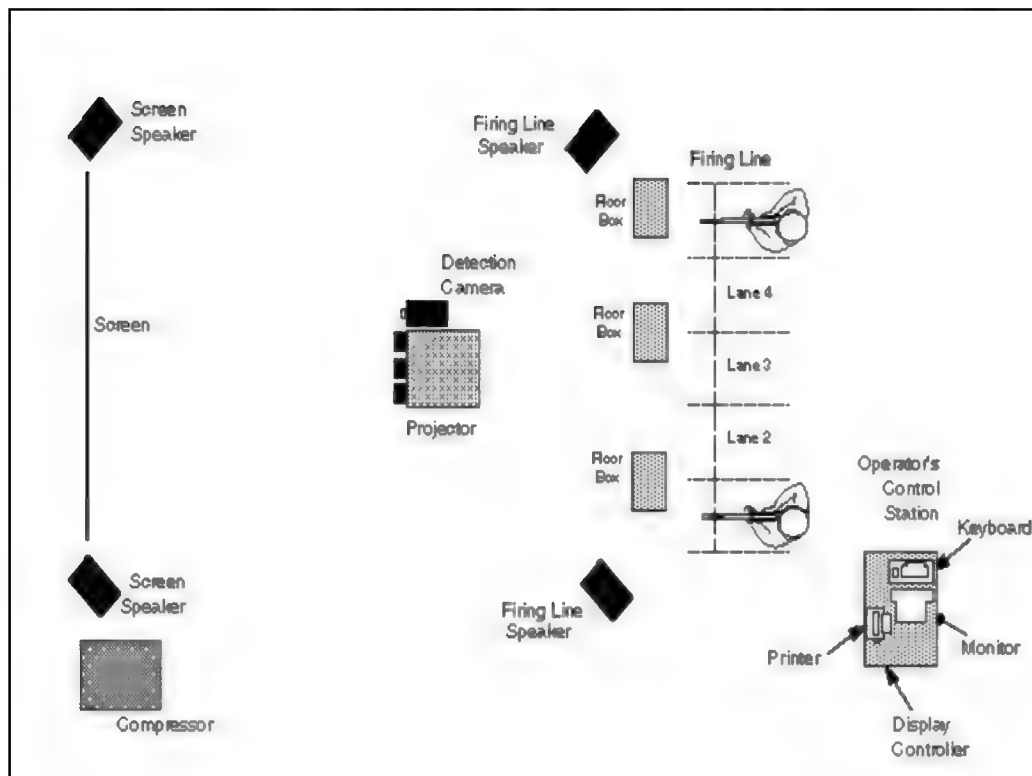 Screen
Speaker
Firing Line
Speaker
Firing Line
Floor
Box
Detection
Camera
Lane 4
Screen
Floor
Box
Lane 3
Projector
Lane 2
Floor
Box
Operator's
Control
Station
Keyboard
Screen
Speaker
Firing Line
Speaker
Printer
Monitor
Compressor
Display
Controller